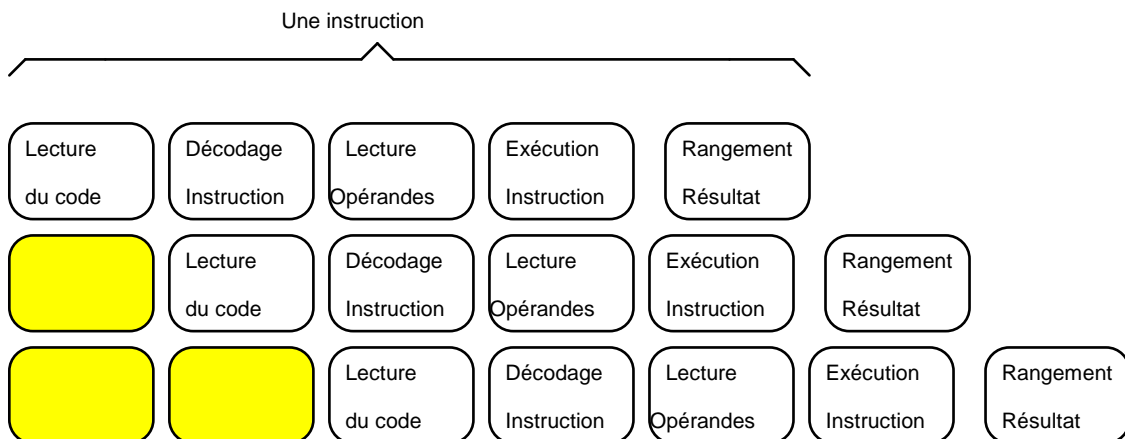 Une instruction
Lecture
du code
Décodage
Instruction
Lecture
Opérandes
Exécution
Instruction
Rangement
Résultat
Lecture
du code
Décodage
Instruction
Lecture
Opérandes
Exécution
Instruction
Rangement
Résultat
Lecture
du code
Décodage
Instruction
Lecture
Opérandes
Exécution
Instruction
Rangement
Résultat